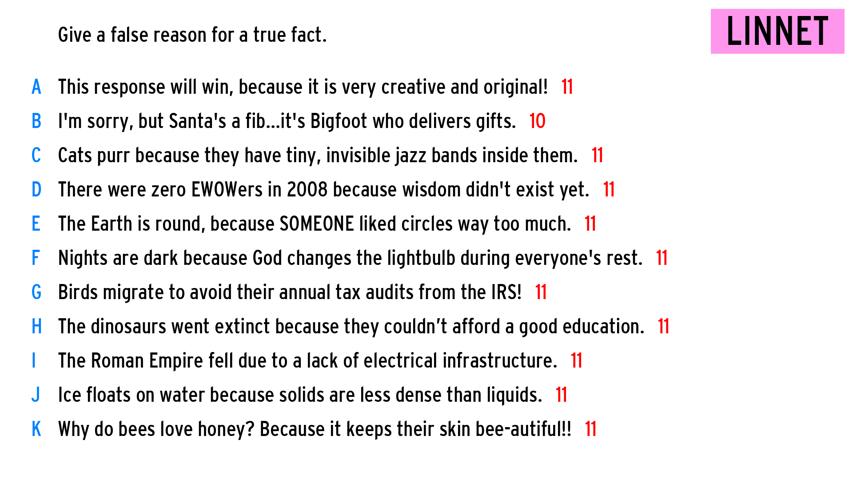 Give a false reason for a true fact.
LINNET
A This response will win, because it is very creative and original! 11
B I'm sorry, but Santa's a fib...it's Bigfoot who delivers gifts. 10
C Cats purr because they have tiny, invisible jazz bands inside them. 11
D There were zero EWOWers in 2008 because wisdom didn't exist yet. 11
E The Earth is round, because SOMEONE liked circles way too much. 11
F Nights are dark because God changes the lightbulb during everyone's rest. 11
G Birds migrate to avoid their annual tax audits from the IRS! 11
H The dinosaurs went extinct because they couldn’t afford a good education. 11
I The Roman Empire fell due to a lack of electrical infrastructure. 11
J Ice floats on water because solids are less dense than liquids. 11
K Why do bees love honey? Because it keeps their skin bee-autiful!! 11